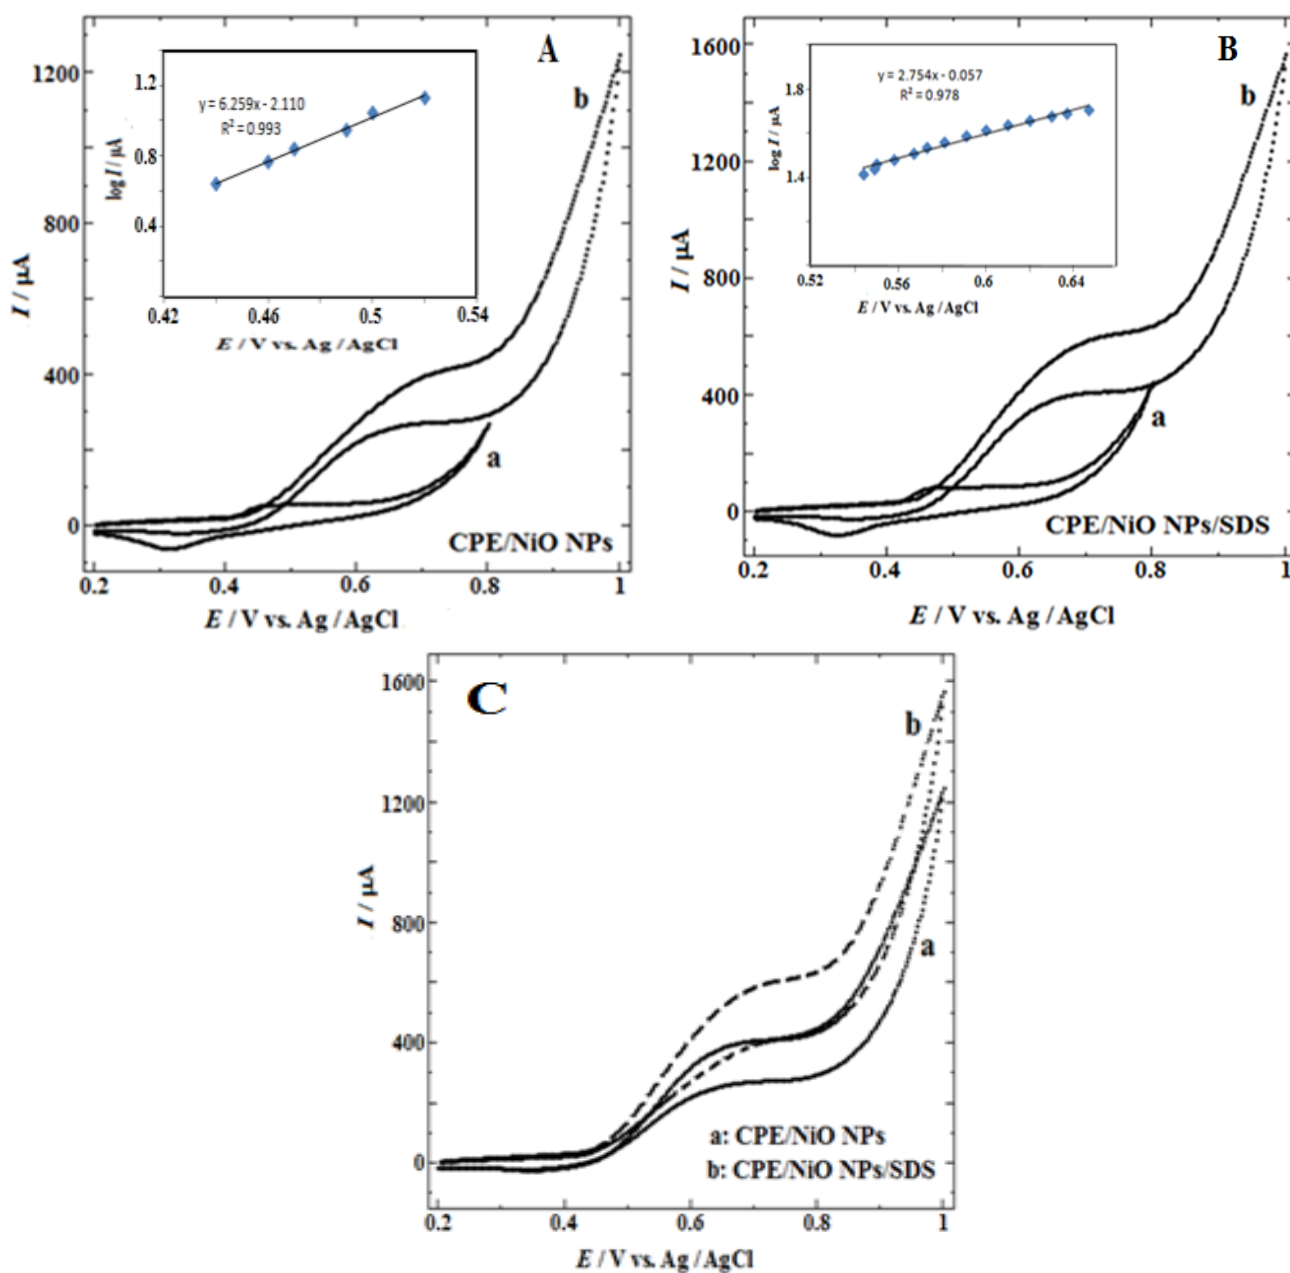 A
1200
b
y = 6.259x - 2.110
R² = 0.993
1.2
0.8
0.4
log I / μA
0.42
0.46
0.5
0.54
E / V vs. Ag / AgCl
800
400
0
I / μA
a
CPE/NiO NPs
0.2
0.4
0.6
0.8
1
E / V vs. Ag / AgCl
B
1600
b
y = 2.754x - 0.057
R² = 0.978
1.8
1.4
log I / μA
0.52
0.56
0.6
0.64
E / V vs. Ag / AgCl
1200
800
400
0
I / μA
a
CPE/NiO NPs/SDS
0.2
0.4
0.6
0.8
1
E / V vs. Ag / AgCl
C
1600
b
1200
800
a
400
0
I / μA
a: CPE/NiO NPs
b: CPE/NiO NPs/SDS
0.2
0.4
0.6
0.8
1
E / V vs. Ag / AgCl